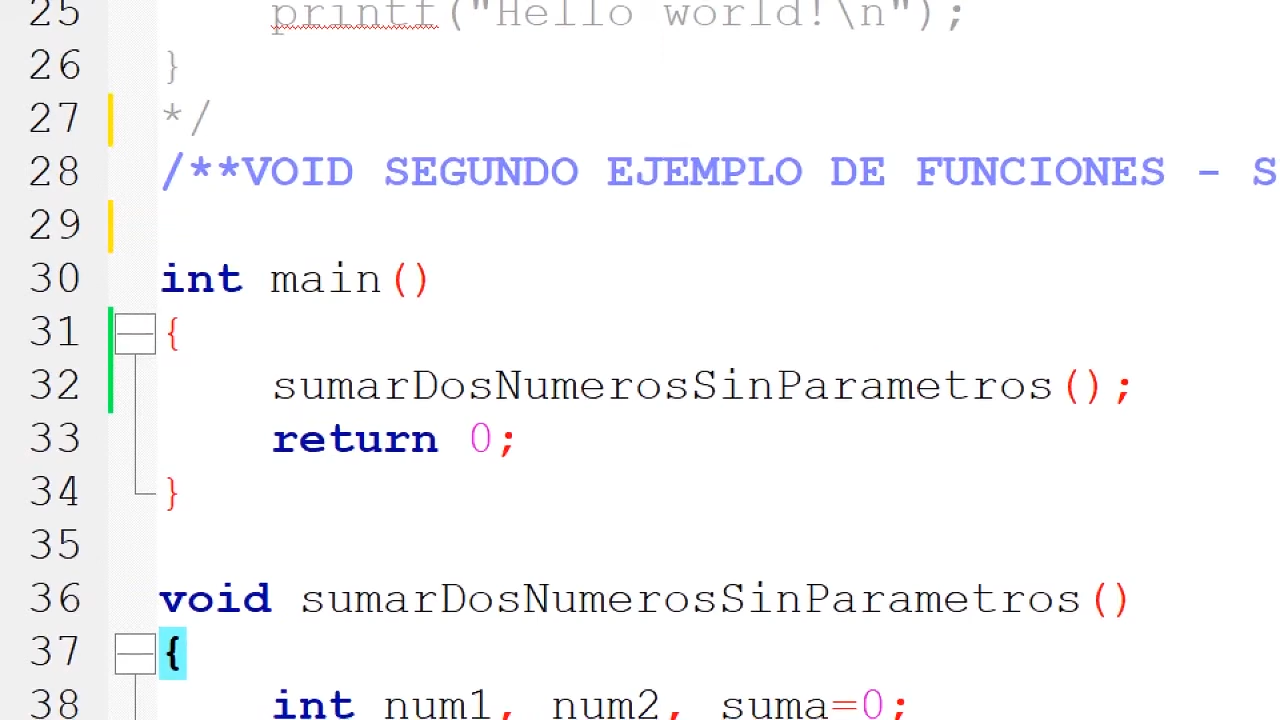 25 printf("Hello world!\n");
26 }
27 */
28 /**VOID SEGUNDO EJEMPLO DE FUNCIONES - S
29
30 int main()
31 {
32 sumarDosNumerosSinParametros();
33 return 0;
34 }
35
36 void sumarDosNumerosSinParametros()
37 {
38 int num1, num2, suma=0;